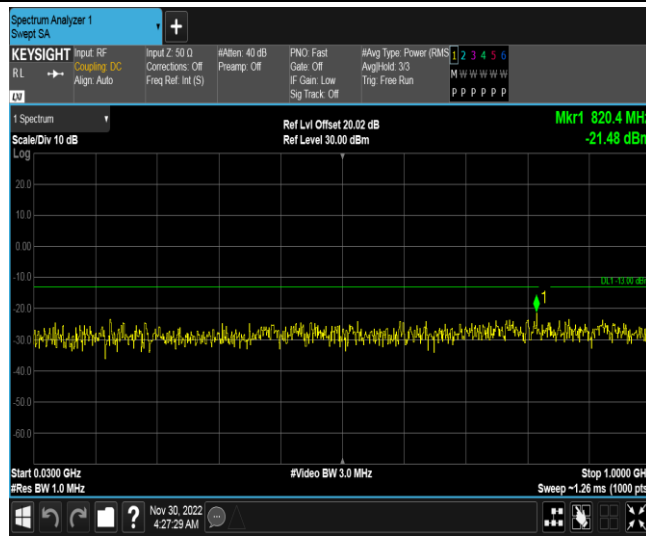 Spectrum Analyzer 1
Swept SA
KEYSIGHT
RL
LXI
Input: RF
Coupling: DC
Align: Auto
Input Z: 50 Ω
Corrections: Off
Freq Ref: Int (S)
#Atten: 40 dB
Preamp: Off
PNO: Fast
Gate: Off
IF Gain: Low
Sig Track: Off
#Avg Type: Power (RMS
Avg|Hold: 3/3
Trig: Free Run
1 2 3 4 5 6
M W W W W W
P P P P P P
1 Spectrum
Scale/Div 10 dB
Ref Lvl Offset 20.02 dB
Ref Level 30.00 dBm
Mkr1 820.4 MHz
-21.48 dBm
Log
20.0
10.0
0.00
-10.0
DL1 -13.00 dBm
1
-20.0
-30.0
-40.0
-50.0
-60.0
Start 0.0300 GHz
#Res BW 1.0 MHz
#Video BW 3.0 MHz
Stop 1.0000 GH
Sweep ~1.26 ms (1000 pts
?
Nov 30, 2022
4:27:29 AM